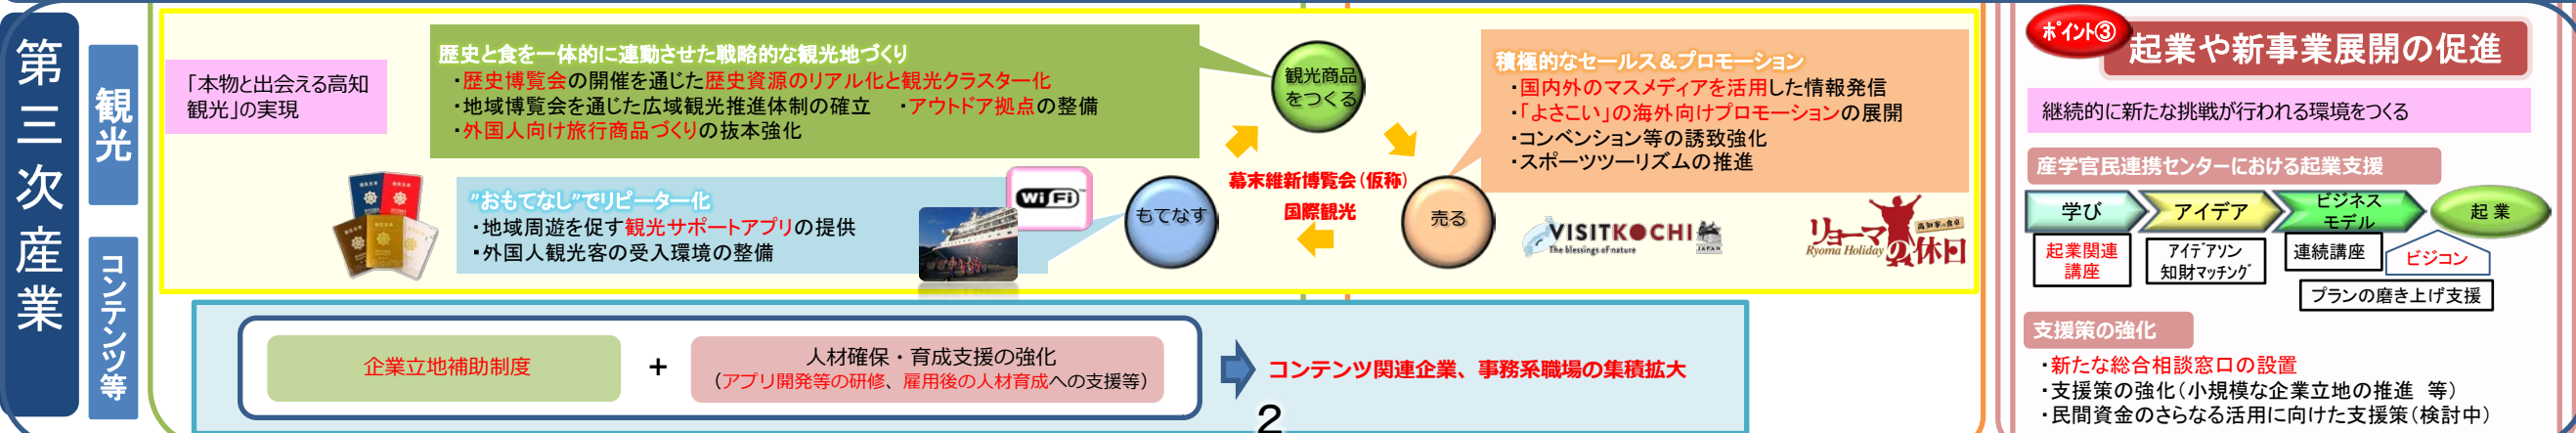 第三次産業
観光
コンテンツ等
「本物と出会える高知
観光」の実現
歴史と食を一体的に連動させた戦略的な観光地づくり
・歴史博覧会の開催を通じた歴史資源のリアル化と観光クラスター化
・地域博覧会を通じた広域観光推進体制の確立　・アウトドア拠点の整備
・外国人向け旅行商品づくりの抜本強化
観光商品
をつくる
積極的なセールス＆プロモーション
・国内外のマスメディアを活用した情報発信
・「よさこい」の海外向けプロモーションの展開
・コンベンション等の誘致強化
・スポーツツーリズムの推進
"おもてなし"でリピーター化
・地域周遊を促す観光サポートアプリの提供
・外国人観光客の受入環境の整備
Wi Fi
もてなす
幕末維新博覧会（仮称）
国際観光
売る
VISITKOCHI
JAPAN
The blessings of nature
リョーマの休日
高知家の食卓
Ryoma Holiday
企業立地補助制度
＋
人材確保・育成支援の強化
（アプリ開発等の研修、雇用後の人材育成への支援等）
コンテンツ関連企業、事務系職場の集積拡大
2
ポイント③
起業や新事業展開の促進
継続的に新たな挑戦が行われる環境をつくる
産学官民連携センターにおける起業支援
学び
アイデア
ビジネス
モデル
起業
起業関連
講座
アイデアソン
知財マッチング
連続講座
ビジコン
プランの磨き上げ支援
支援策の強化
・新たな総合相談窓口の設置
・支援策の強化（小規模な企業立地の推進　等）
・民間資金のさらなる活用に向けた支援策（検討中）